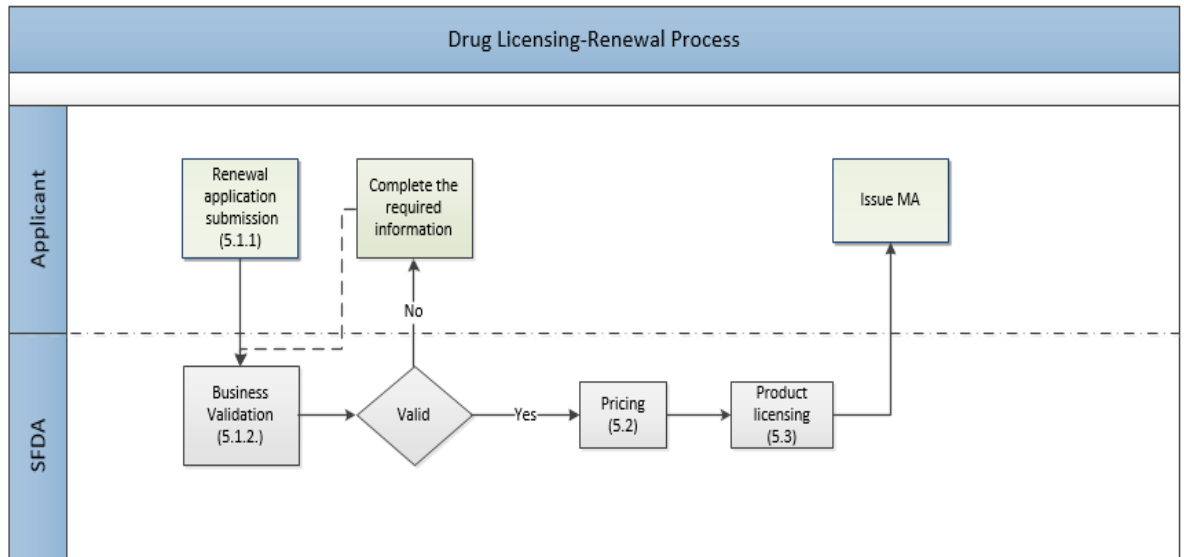 Drug Licensing-Renewal Process
Applicant
Renewal
application
submission
(5.1.1)
Complete the
required
information
Issue MA
No
SFDA
Business
Validation
(5.1.2.)
Valid
Yes
Pricing
(5.2)
Product
licensing
(5.3)